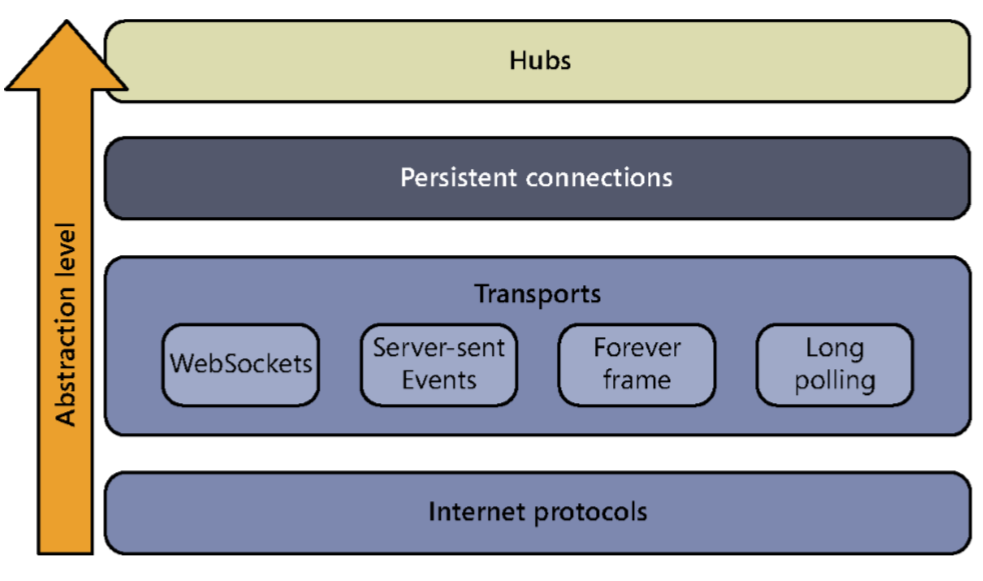 Hubs
Persistent connections
Transports
WebSockets
Server-sent
Events
Forever
frame
Long
polling
Internet protocols
Abstraction level